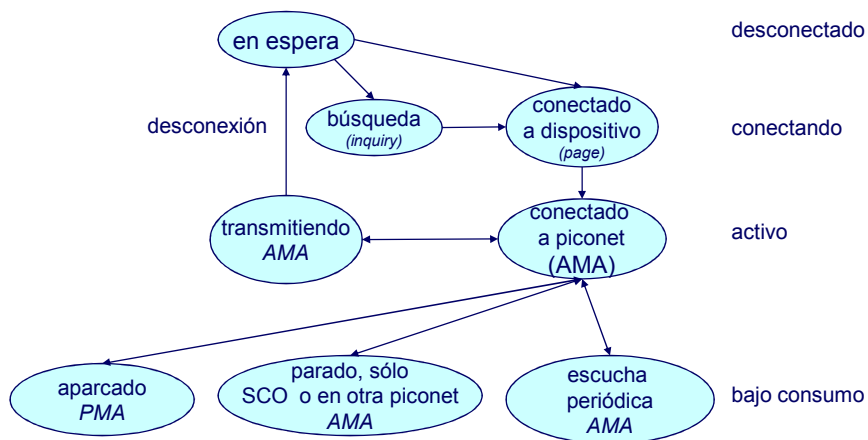 en espera
desconectado
desconexión
búsqueda
(inquiry)
conectado
a dispositivo
(page)
conectando
transmitiendo
AMA
conectado
a piconet
(AMA)
activo
aparcado
PMA
parado, sólo
SCO o en otra piconet
AMA
escucha
periódica
AMA
bajo consumo